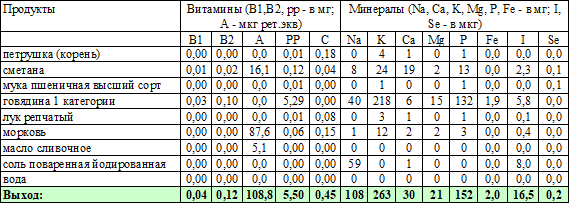 Продукты Витамины (В1,В2, рр - в мг; Минералы (Na, Ca, K, Mg, P, Fe - в мг; I,
А - мкг рет.экв) Se - в мкг)
В1 В2 А РР С Na K Ca Mg P Fe I Se
петрушка (корень) 0,00 0,00 0,0 0,01 0,18 0 4 1 0 1 0,0 0,0 0,0
сметана 0,01 0,02 16,1 0,12 0,04 8 24 19 2 13 0,0 2,3 0,1
мука пшеничная высший сорт 0,00 0,00 0,0 0,01 0,00 0 1 0 0 1 0,0 0,0 0,1
говядина 1 категории 0,03 0,10 0,0 5,29 0,00 40 218 6 15 132 1,9 5,8 0,0
лук репчатый 0,00 0,00 0,0 0,01 0,08 0 3 1 0 1 0,0 0,1 0,0
морковь 0,00 0,00 87,6 0,06 0,15 1 12 2 2 3 0,0 0,4 0,0
масло сливочное 0,00 0,00 5,1 0,00 0,00 0 0 0 0 0 0,0 0,0 0,0
соль поваренная йодированная 0,00 0,00 0,0 0,00 0,00 59 0 1 0 0 0,0 8,0 0,0
вода 0,00 0,00 0,0 0,00 0,00 0 0 0 0 0 0,0 0,0 0,0
Выход: 0,04 0,12 108,8 5,50 0,45 108 263 30 21 152 2,0 16,5 0,2